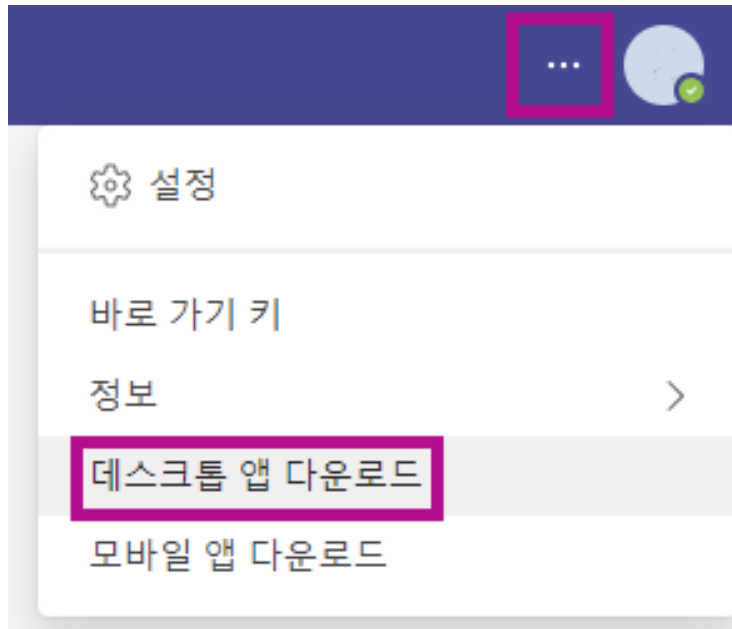 ...
설정
바로 가기 키
정보
데스크톱 앱 다운로드
모바일 앱 다운로드